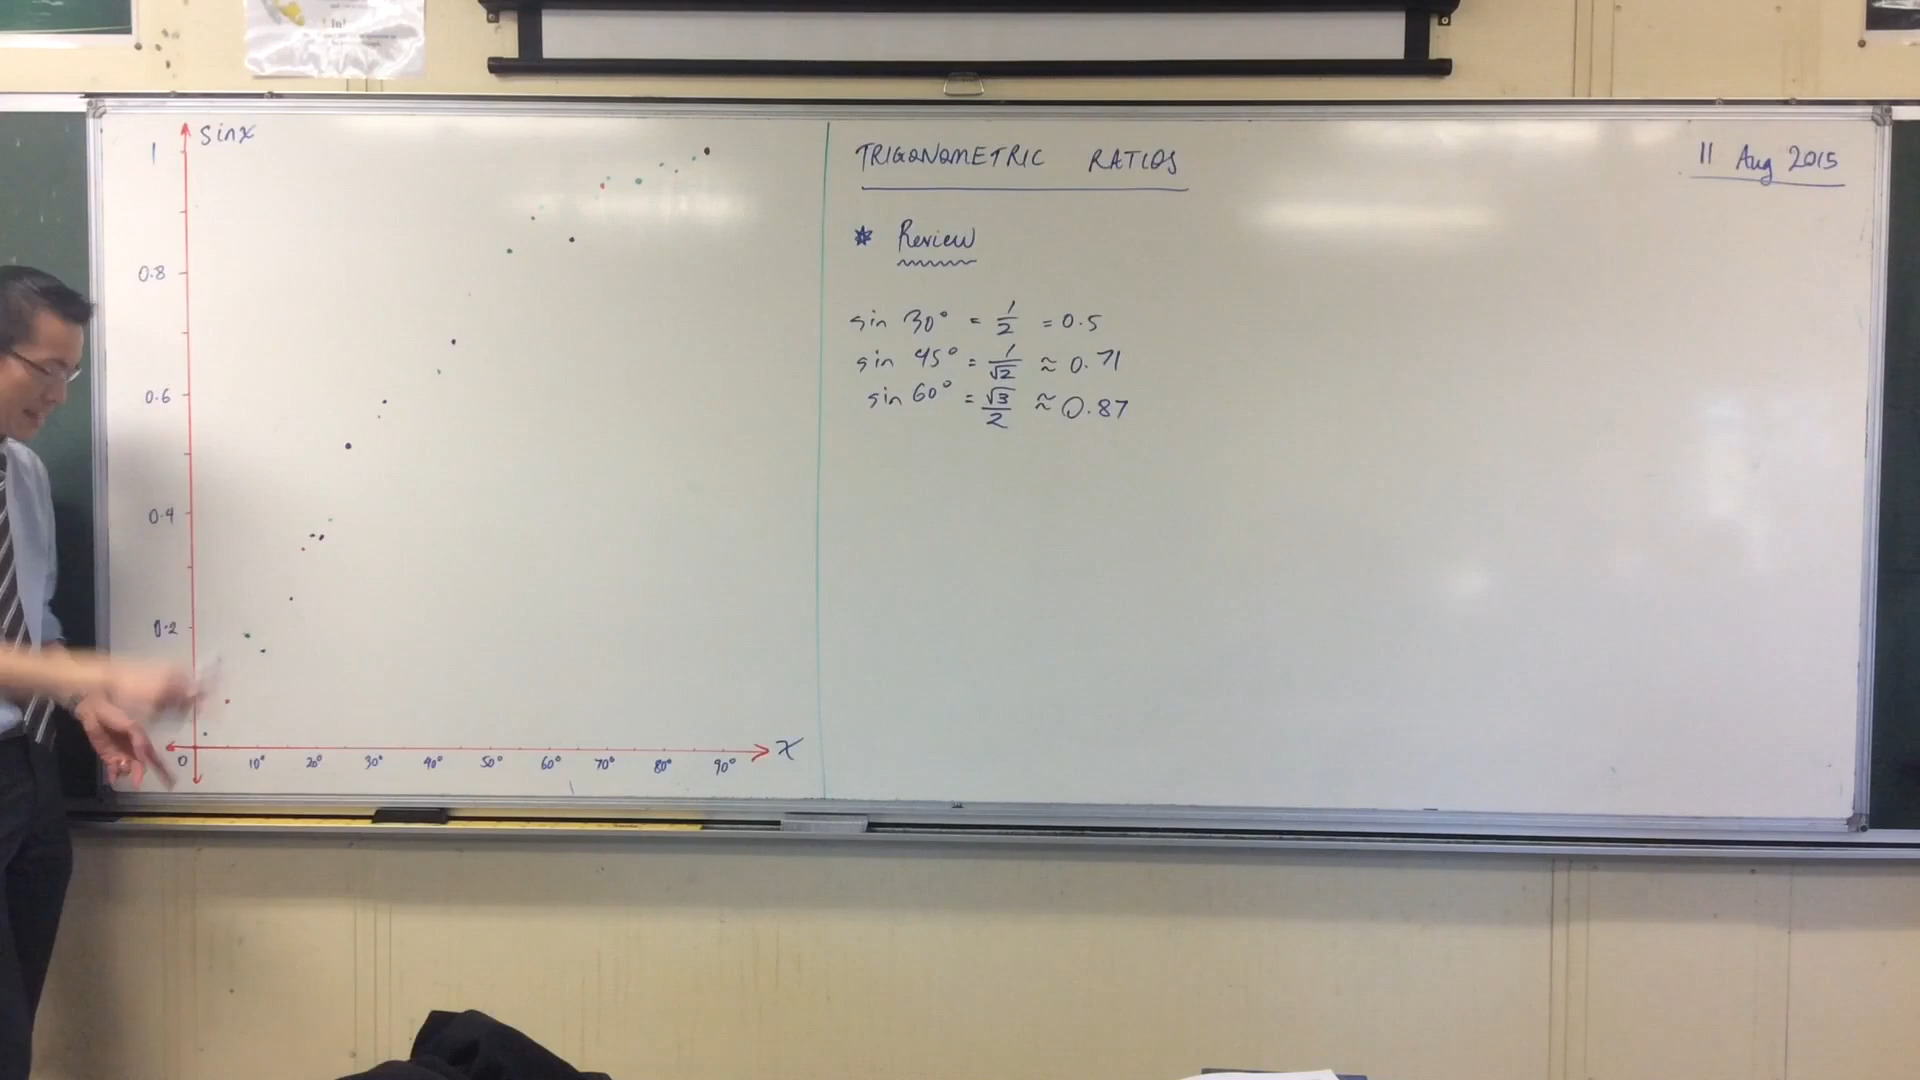 sinx
1
0.8
0.6
0.4
0.2
0 10° 20° 30° 40° 50° 60° 70° 80° 90° x
TRIGONOMETRIC RATIOS
11 Aug 2015
* Review
sin 30° = 1/2 = 0.5
sin 45° = 1/√2 ≈ 0.71
sin 60° = √3/2 ≈ 0.87